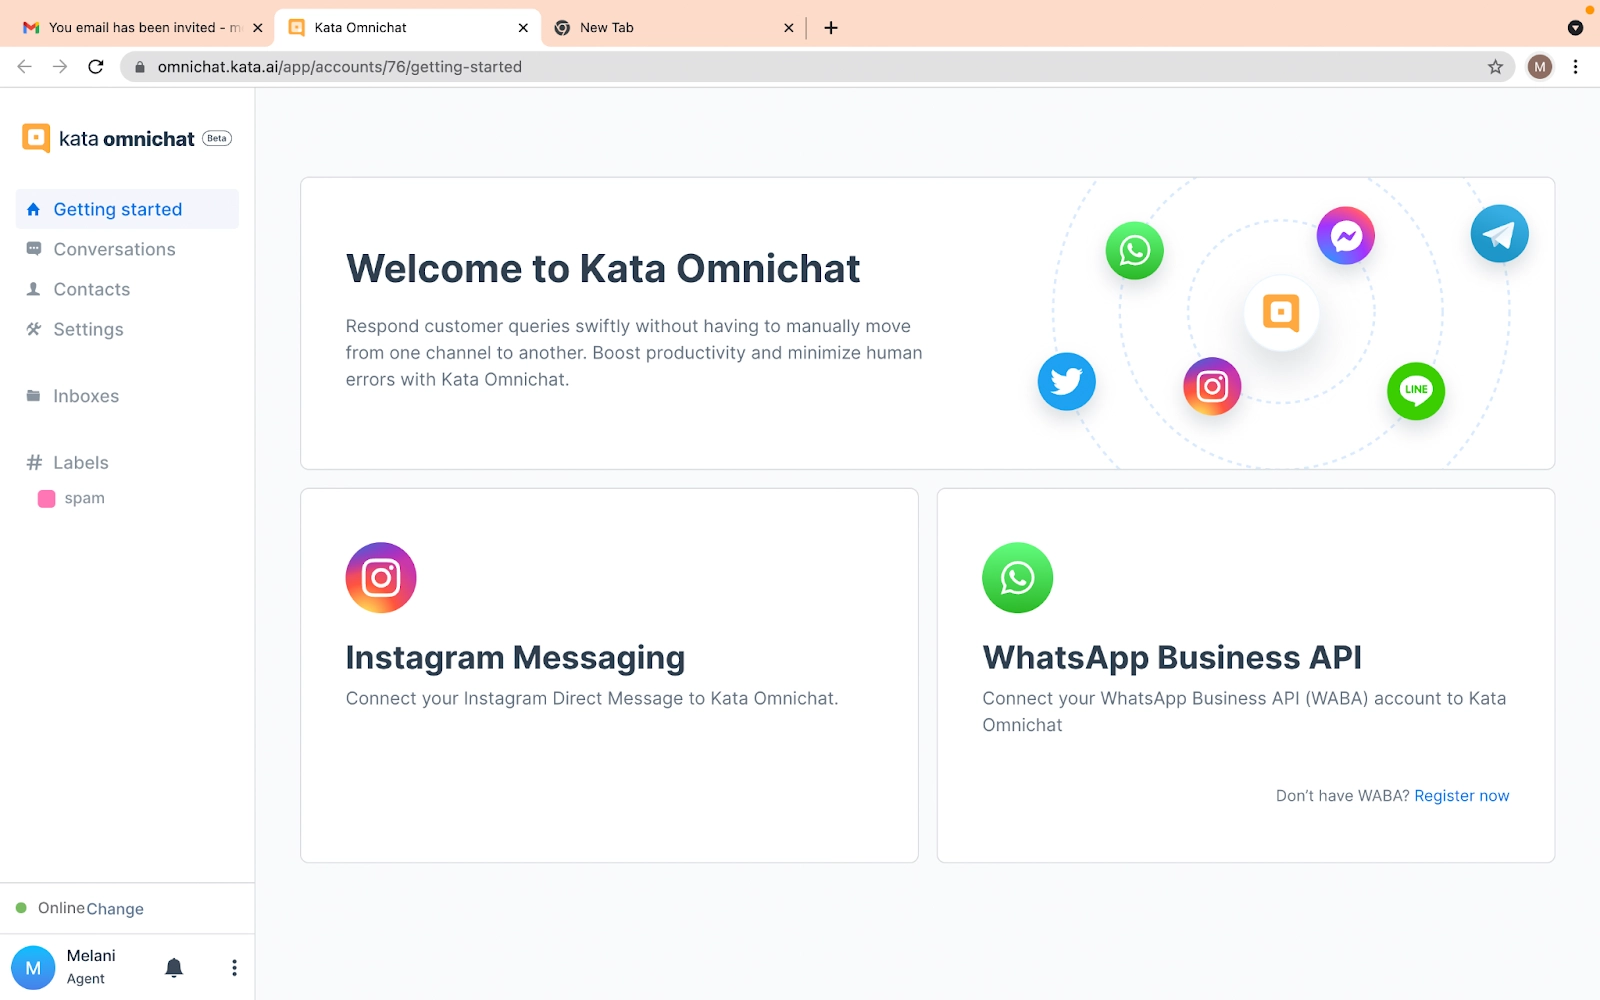 You email has been invited - m
Kata Omnichat
New Tab
omnichat.kata.ai/app/accounts/76/getting-started
M
kata omnichat Beta
Getting started
Conversations
Contacts
Settings
Inboxes
# Labels
spam
Welcome to Kata Omnichat
Respond customer queries swiftly without having to manually move
from one channel to another. Boost productivity and minimize human
errors with Kata Omnichat.
LINE
Instagram Messaging
Connect your Instagram Direct Message to Kata Omnichat.
WhatsApp Business API
Connect your WhatsApp Business API (WABA) account to Kata
Omnichat
Don’t have WABA? Register now
Online Change
M
Melani
Agent